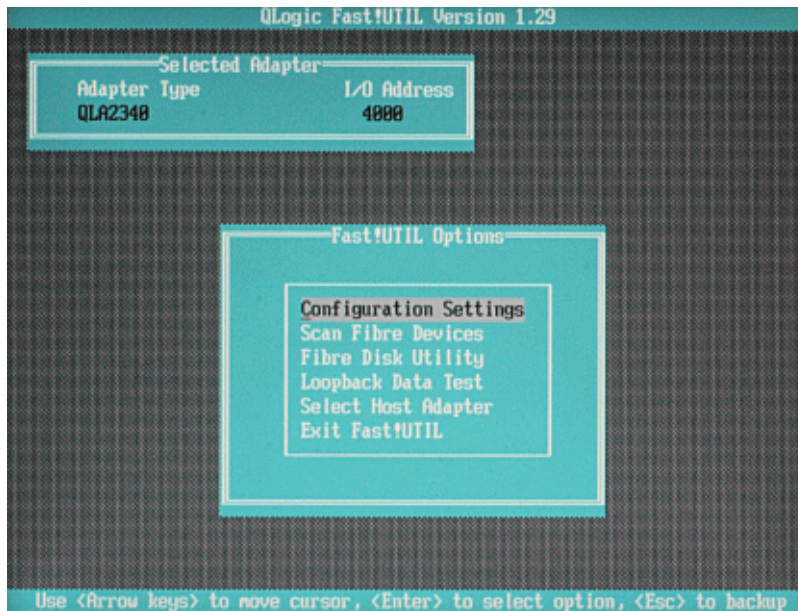 QLogic Fast!UTIL Version 1.29
Selected Adapter
Adapter Type I/O Address
QLA2340 4000
Fast!UTIL Options
Configuration Settings
Scan Fibre Devices
Fibre Disk Utility
Loopback Data Test
Select Host Adapter
Exit Fast!UTIL
Use <Arrow keys> to move cursor, <Enter> to select option, <Esc> to backup